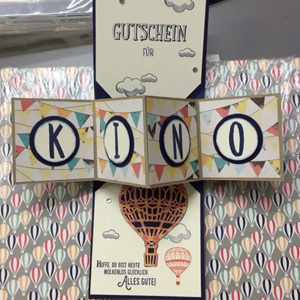 GUTSCHEIN
FÜR
KINO
HOFFE, DU BIST HEUTE
WOLKENLOS GLÜCKLICH.
ALLES GUTE!